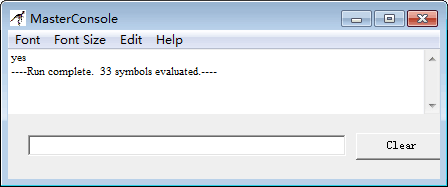 MasterConsole
Font Font Size Edit Help
yes
----Run complete.  33 symbols evaluated.----
Clear